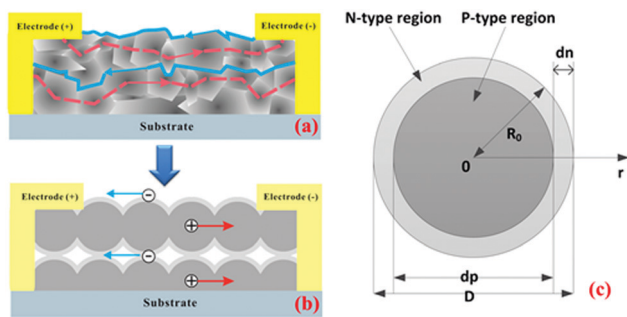 Electrode (+)
Electrode (-)
Substrate
(a)
Electrode (+)
Electrode (-)
Substrate
(b)
N-type region
P-type region
dn
R₀
0
r
dp
D
(c)